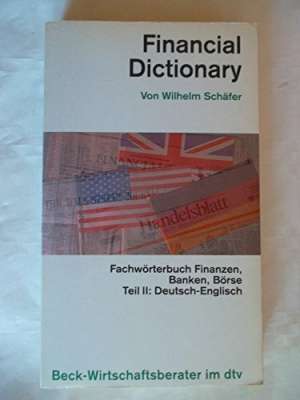 Financial
Dictionary
Von Wilhelm Schäfer
Handelsblatt
Fachwörterbuch Finanzen,
Banken, Börse
Teil II: Deutsch-Englisch
Beck-Wirtschaftsberater im dtv